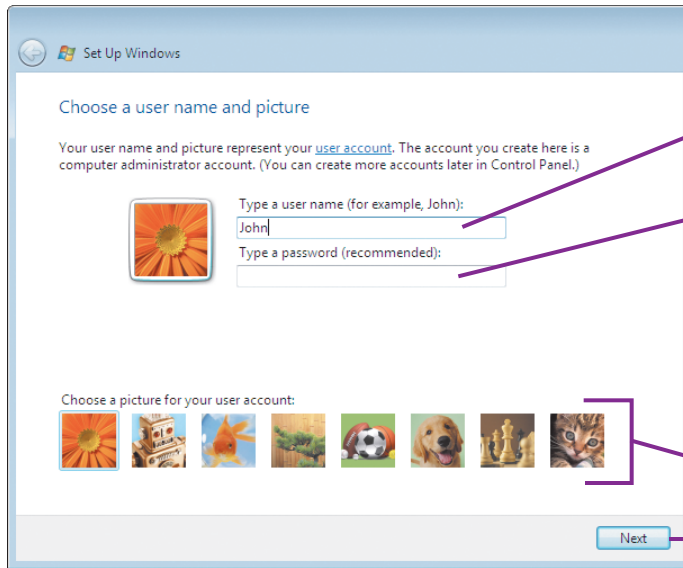 Set Up Windows
Choose a user name and picture
Your user name and picture represent your user account. The account you create here is a
computer administrator account. (You can create more accounts later in Control Panel.)
Type a user name (for example, John):
John
Type a password (recommended):
Choose a picture for your user account:
Next